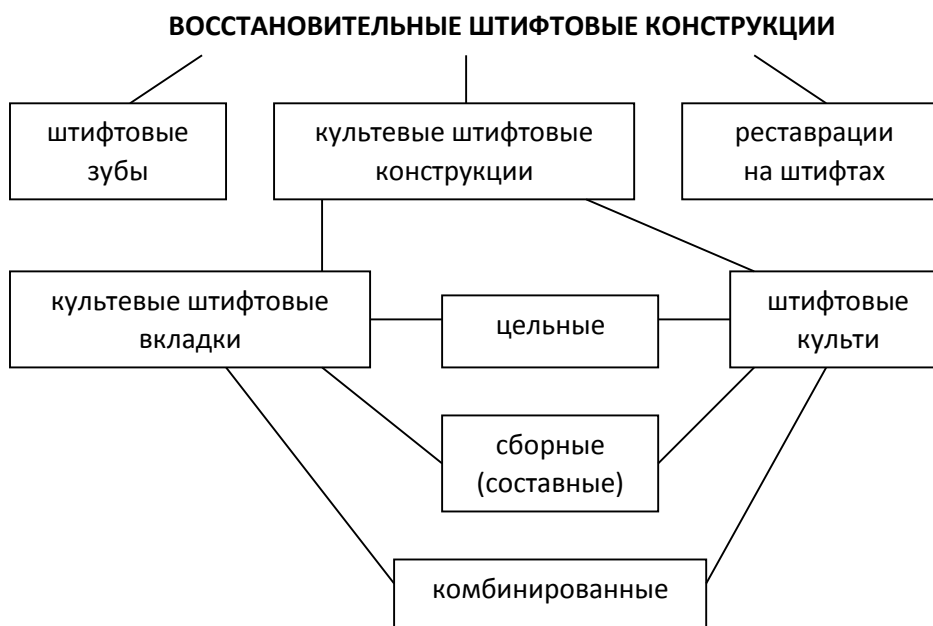 ВОССТАНОВИТЕЛЬНЫЕ ШТИФТОВЫЕ КОНСТРУКЦИИ
штифтовые
зубы
культевые штифтовые
конструкции
реставрации
на штифтах
культевые штифтовые
вкладки
цельные
штифтовые
культи
сборные
(составные)
комбинированные